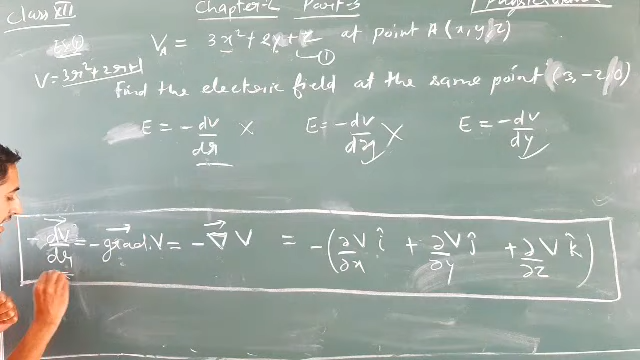 Class XII Chapter-2 Part-3
V_A = 3x² + 2y + z at point A (x, y, z)
①
V = 3x² + 2x + 1
find the electric field at the same point (3, -2, 0)
E = -dv/dr × E = -dv/dx × E = -dv/dy
-dv/dr = -grad.V = -∇V = -(∂V/∂x î + ∂V/∂y ĵ + ∂V/∂z k̂)